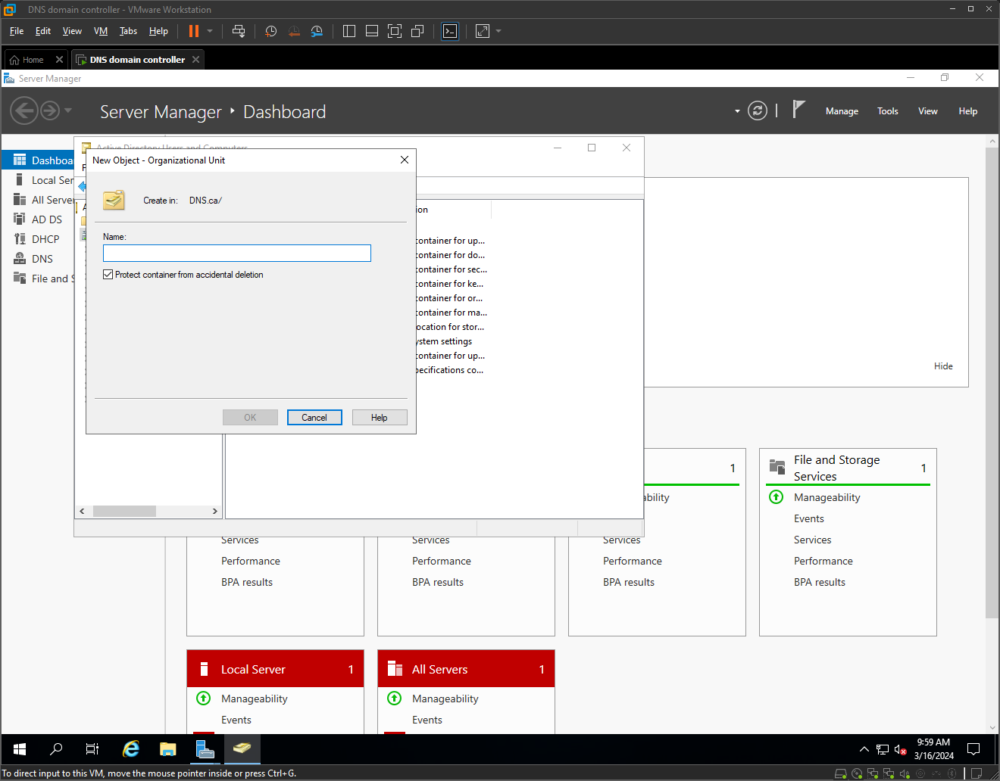 DNS domain controller - VMware Workstation
File Edit View VM Tabs Help
Home
DNS domain controller
Server Manager
Server Manager Dashboard
Manage Tools View Help
Active Directory Users and Computers
New Object - Organizational Unit
Create in: DNS.ca/
Name:
Protect container from accidental deletion
OK Cancel Help
Local Ser
All Server
AD DS
DHCP
DNS
File and S
ion
container for up...
container for do...
container for sec...
container for ke...
container for or...
container for ma...
ocation for stor...
ystem settings
container for up...
pecifications co...
Hide
Services
Performance
BPA results
Services
Performance
BPA results
1
ability
Services
Performance
BPA results
File and Storage
Services
1
Manageability
Events
Services
Performance
BPA results
Local Server 1
Manageability
Events
All Servers 1
Manageability
Events
9:59 AM
3/16/2024
To direct input to this VM, move the mouse pointer inside or press Ctrl+G.